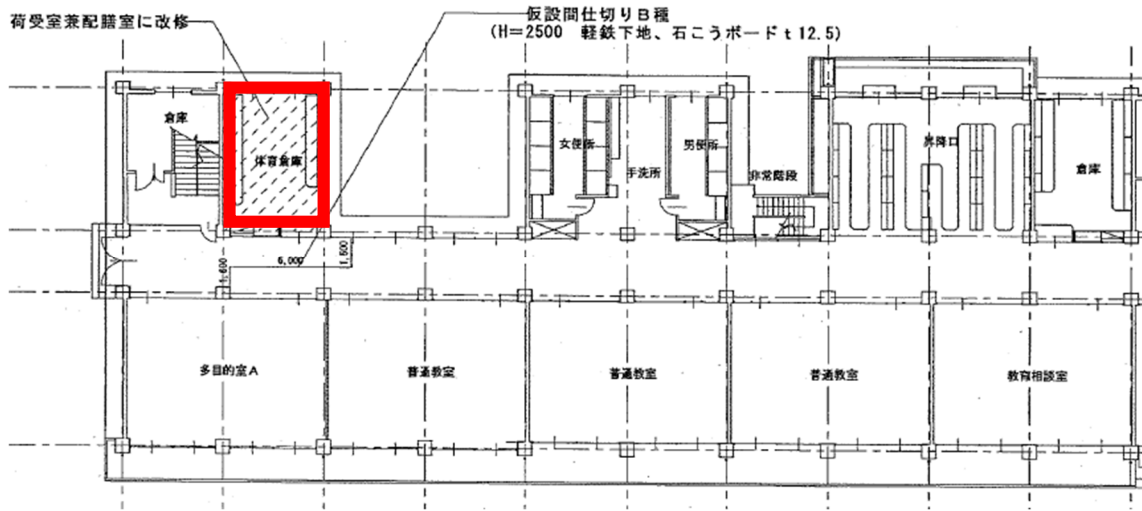 荷受室兼配膳室に改修
仮設間仕切りB種
(H=2500 軽鉄下地、石こうボードt12.5)
倉庫
体育倉庫
女便所
手洗所
男便所
非常階段
昇降口
倉庫
1,500
6,000
1,500
多目的室A
普通教室
普通教室
普通教室
教育相談室